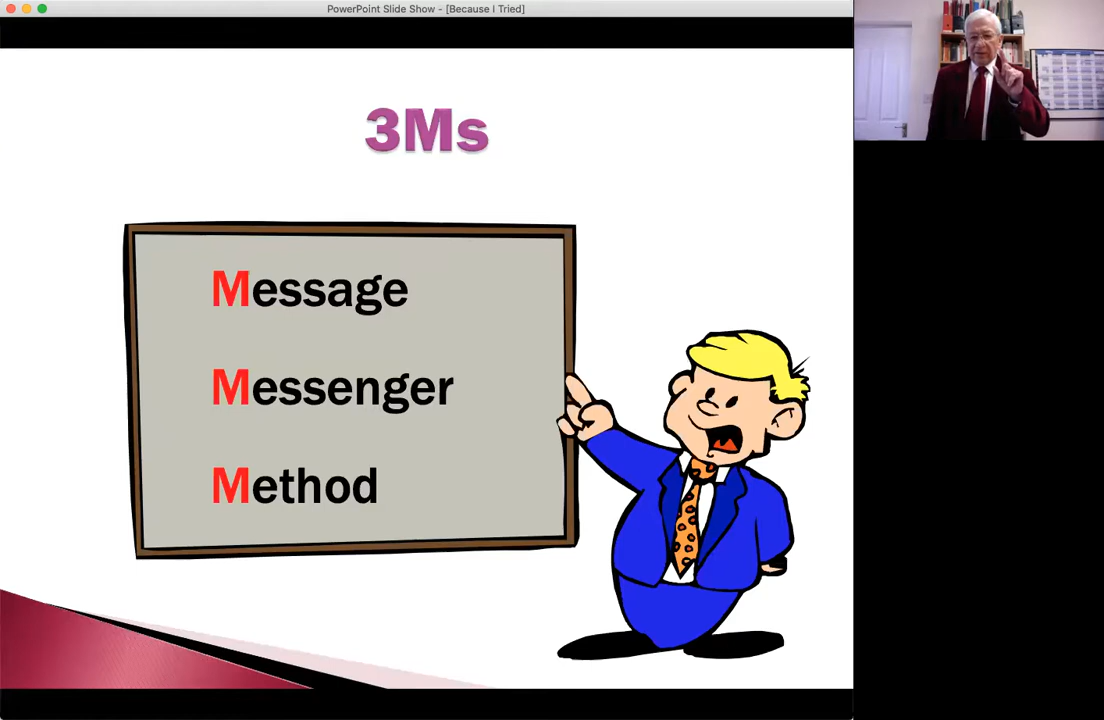 PowerPoint Slide Show - [Because I Tried]
3Ms
Message
Messenger
Method